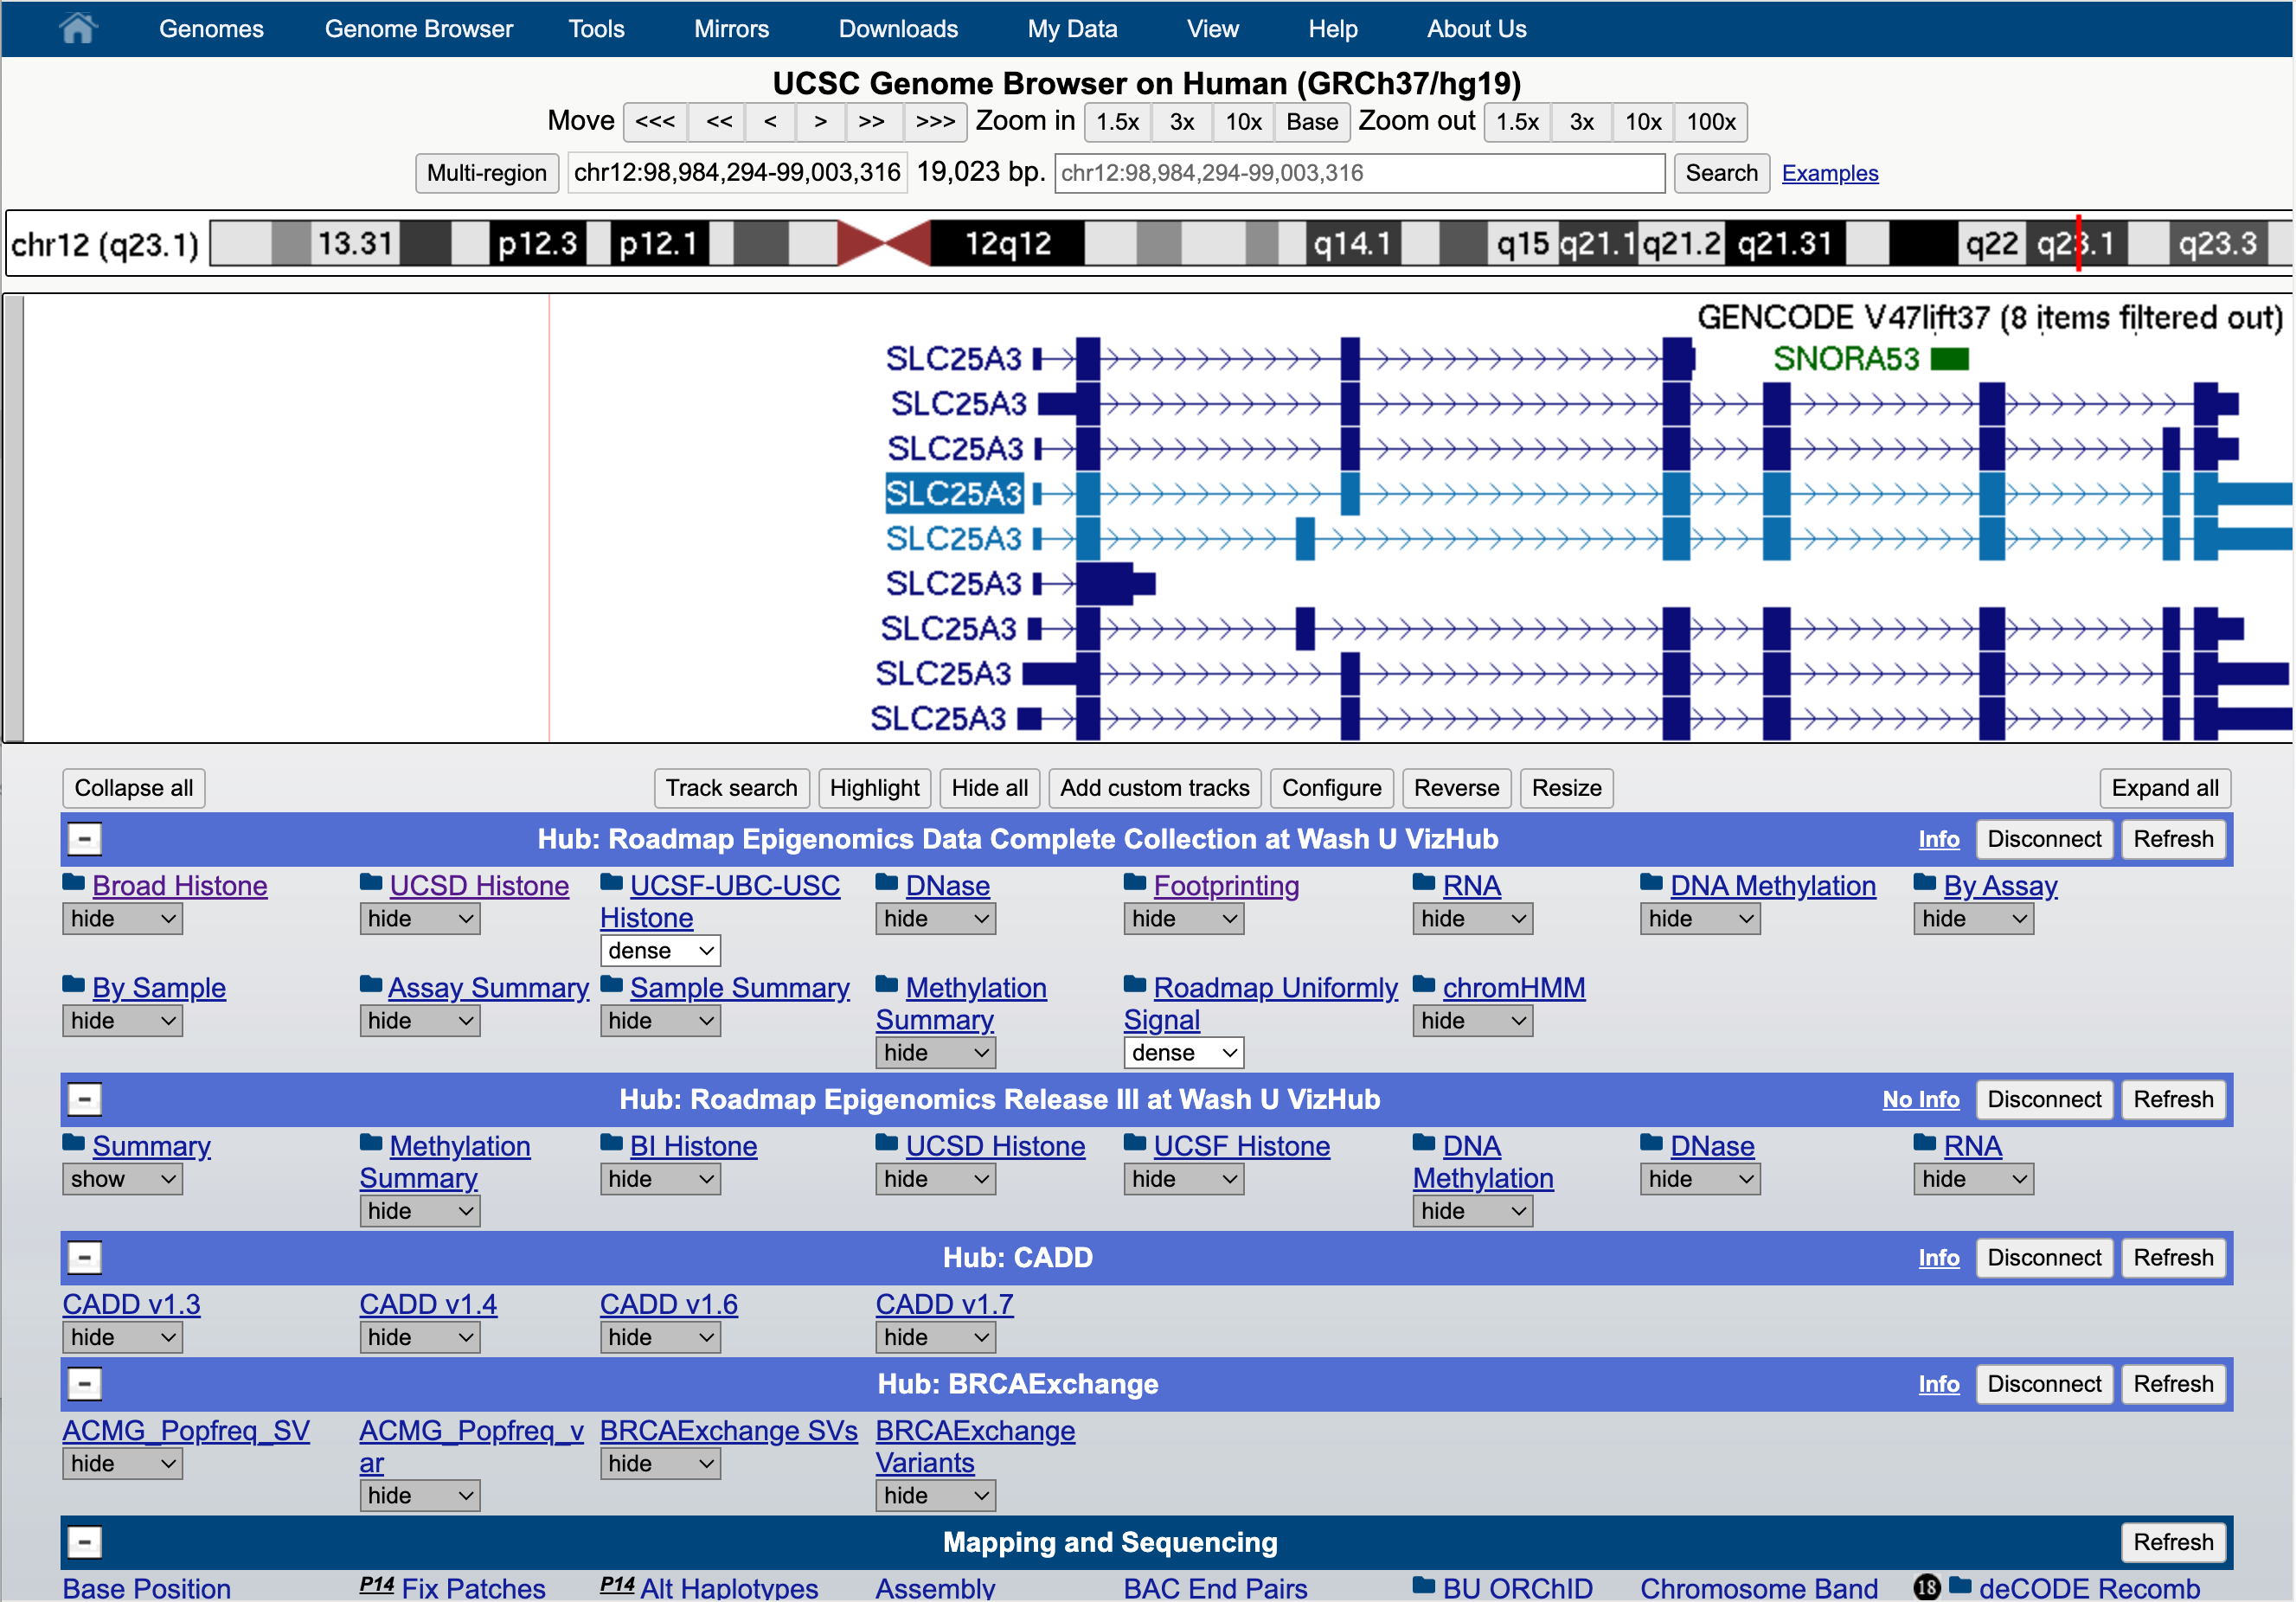 Genomes Genome Browser Tools Mirrors Downloads My Data View Help About Us
UCSC Genome Browser on Human (GRCh37/hg19)
Move <<< << < > >> >>> Zoom in 1.5x 3x 10x Base Zoom out 1.5x 3x 10x 100x
Multi-region chr12:98,984,294-99,003,316 19,023 bp. chr12:98,984,294-99,003,316 Search Examples
chr12 (q23.1) 13.31 p12.3 p12.1 12q12 q14.1 q15 q21.1 q21.2 q21.31 q22 q23.1 q23.3
GENCODE V47lift37 (8 items filtered out)
SLC25A3 SNORA53
SLC25A3
SLC25A3
SLC25A3
SLC25A3
SLC25A3
SLC25A3
SLC25A3
SLC25A3
Collapse all Track search Highlight Hide all Add custom tracks Configure Reverse Resize Expand all
- Hub: Roadmap Epigenomics Data Complete Collection at Wash U VizHub Info Disconnect Refresh
Broad Histone UCSD Histone UCSF-UBC-USC DNase Footprinting RNA DNA Methylation By Assay
hide hide Histone hide hide hide hide hide
dense
By Sample Assay Summary Sample Summary Methylation Roadmap Uniformly chromHMM
hide hide hide Summary Signal hide
hide dense
- Hub: Roadmap Epigenomics Release III at Wash U VizHub No Info Disconnect Refresh
Summary Methylation BI Histone UCSD Histone UCSF Histone DNA DNase RNA
show Summary hide hide hide Methylation hide hide
hide hide
- Hub: CADD Info Disconnect Refresh
CADD v1.3 CADD v1.4 CADD v1.6 CADD v1.7
hide hide hide hide
- Hub: BRCAExchange Info Disconnect Refresh
ACMG_Popfreq_SV ACMG_Popfreq_v BRCAExchange SVs BRCAExchange
hide ar hide Variants
hide hide
- Mapping and Sequencing Refresh
Base Position P14 Fix Patches P14 Alt Haplotypes Assembly BAC End Pairs BU ORChID Chromosome Band 18 deCODE Recomb